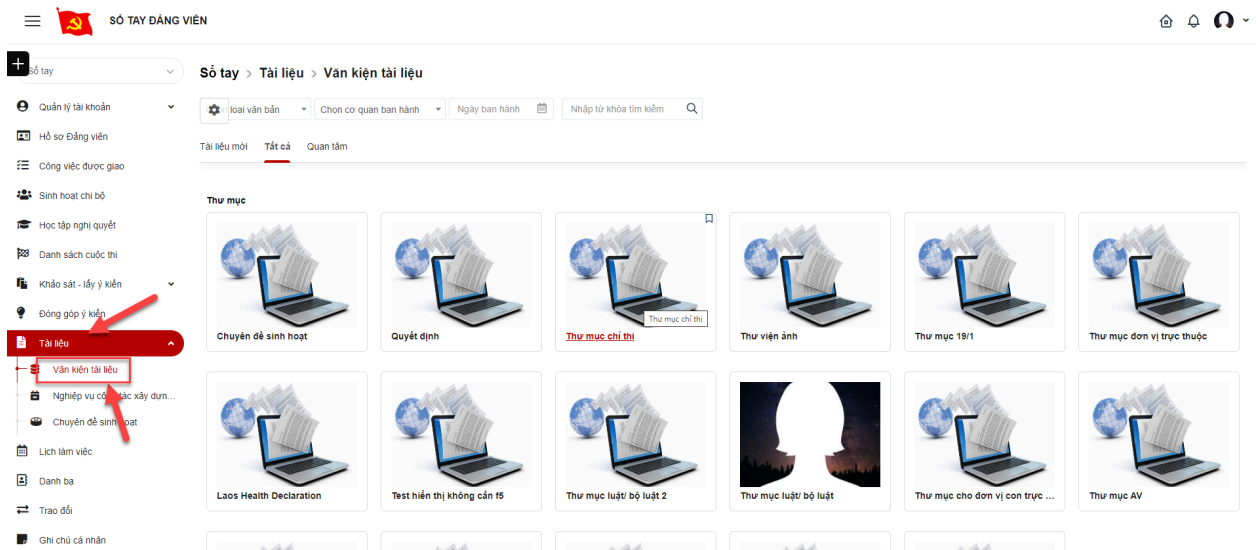 SỔ TAY ĐẢNG VIÊN
Sổ tay
Quản lý tài khoản
Hồ sơ Đảng viên
Công việc được giao
Sinh hoạt chi bộ
Học tập nghị quyết
Danh sách cuộc thi
Khảo sát - lấy ý kiến
Đóng góp ý kiến
Tài liệu
Văn kiện tài liệu
Chuyên đề sinh hoạt
Lịch làm việc
Danh bạ
Trao đổi
Ghi chú cá nhân
Sổ tay > Tài liệu > Văn kiện tài liệu
loại văn bản Chọn cơ quan ban hành Ngày ban hành Nhập từ khóa tìm kiếm
Tài liệu mới Tất cả Quan tâm
Thư mục
Thư mục chỉ thị
Chuyên đề sinh hoạt Quyết định Thư mục chỉ thị Thư viện ảnh Thư mục 19/1 Thư mục đơn vị trực thuộc
Laos Health Declaration Test hiển thị không cần f5 Thư mục luật/ bộ luật 2 Thư mục luật/ bộ luật Thư mục cho đơn vị con trực ... Thư mục AV